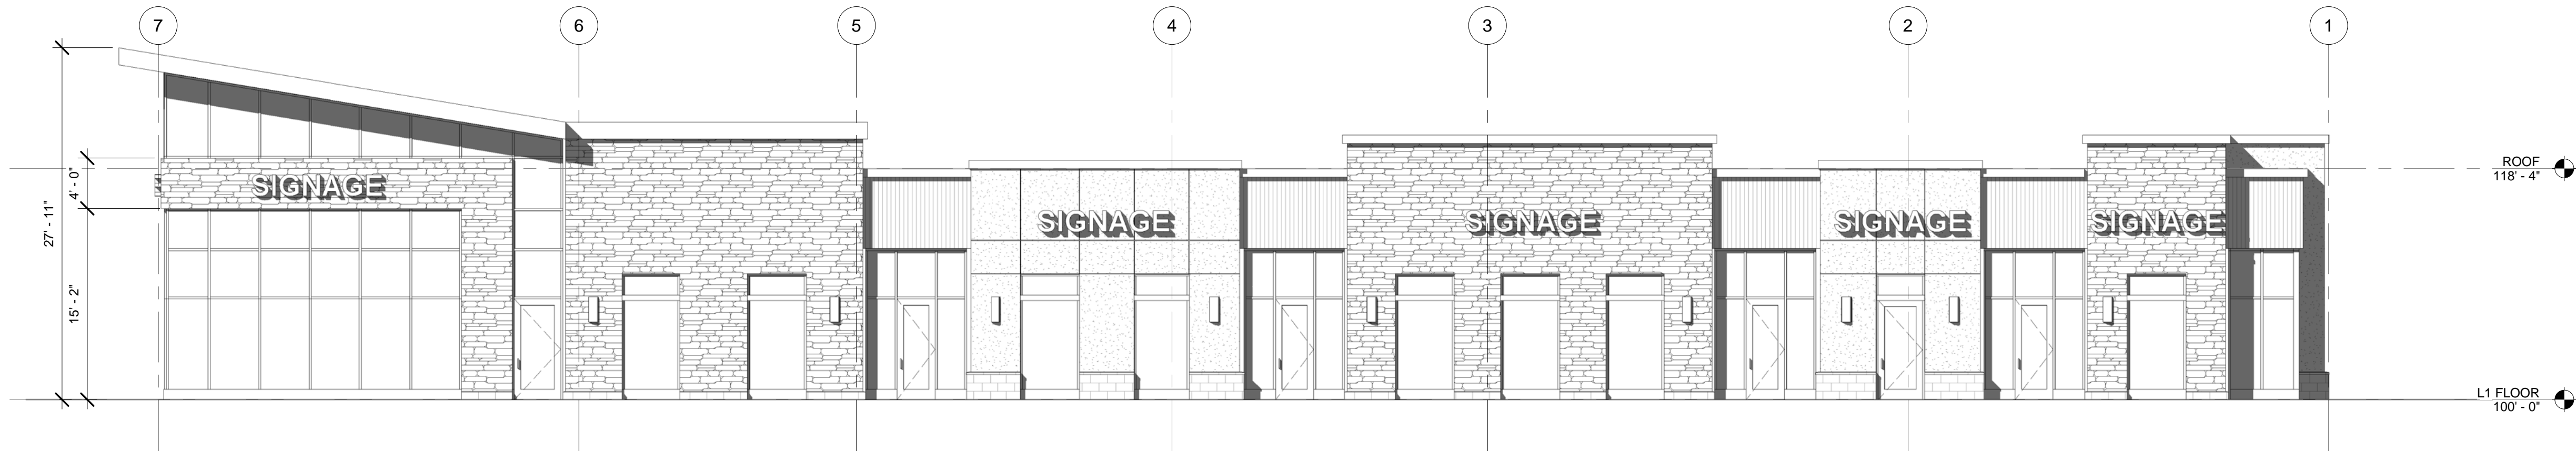 7
6
5
4
3
2
1
27' - 11"
4' - 0"
15' - 2"
SIGNAGE
SIGNAGE
SIGNAGE
SIGNAGE
SIGNAGE
ROOF
118' - 4"
L1 FLOOR
100' - 0"